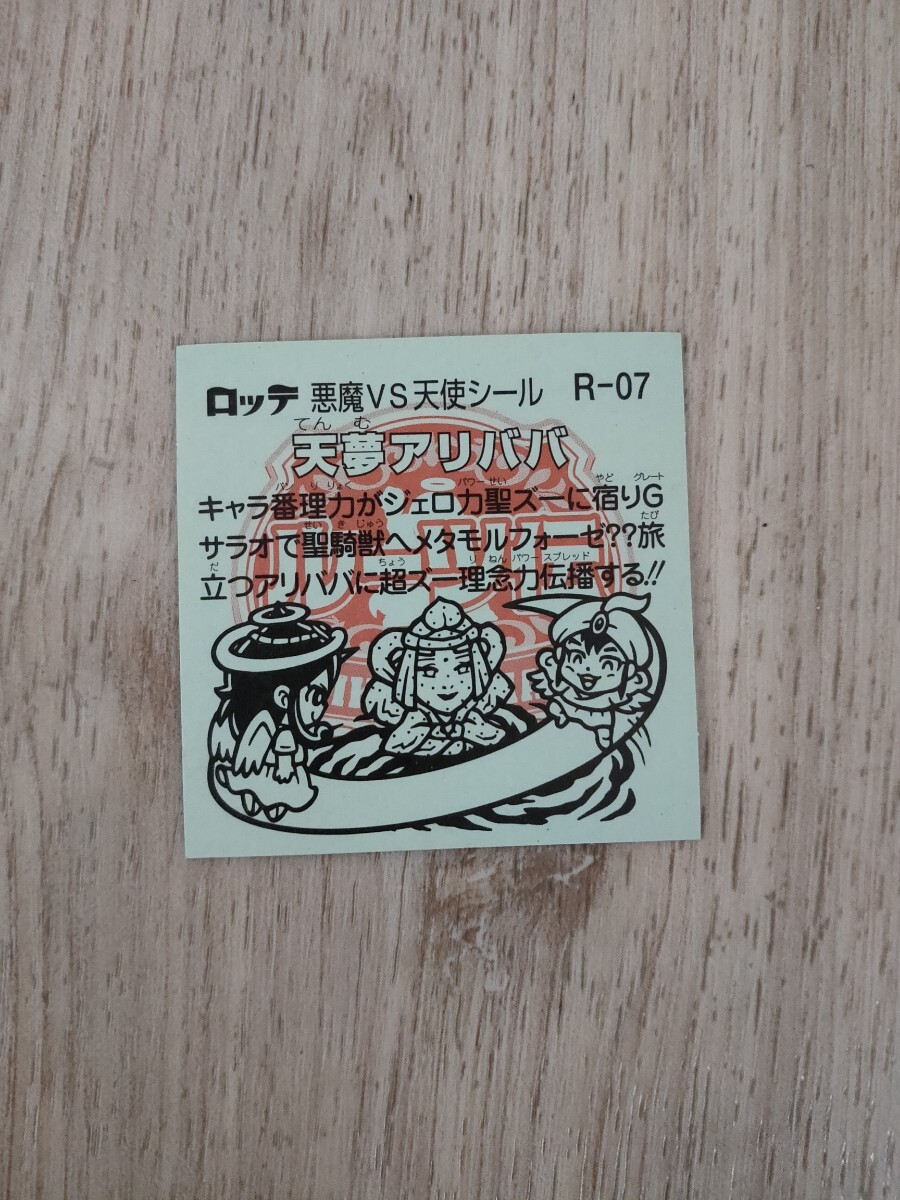 ロッテ 悪魔VS天使シール R-07
てん む
天夢アリババ
バン り りょく パワー せい やど グレート
キャラ番理力がジェロ力聖ズーに宿りG
せい き じゅう たび
サラオで聖騎獣へメタモルフォーゼ??旅
だ ちょう り ねん パワー スプレッド
立つアリババに超ズー理念力伝播する!!